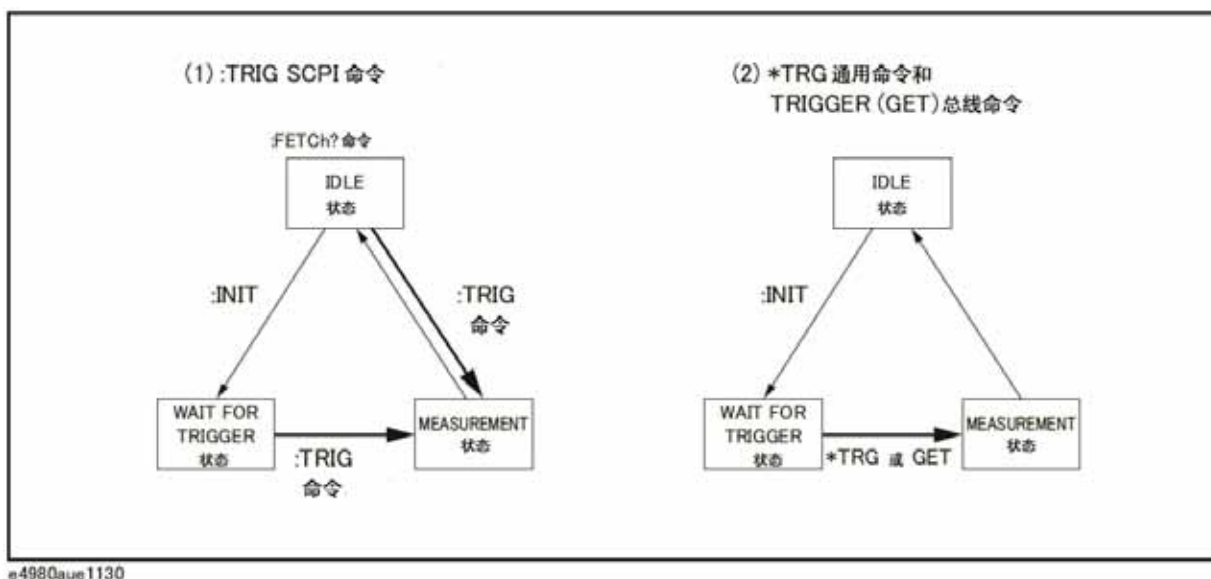 (1) :TRIG SCPI 命令
:FETCh? 命令
IDLE
状态
:INIT
:TRIG
命令
WAIT FOR
TRIGGER
状态
:TRIG
命令
MEASUREMENT
状态
(2) *TRG 通用命令和
TRIGGER (GET) 总线命令
IDLE
状态
:INIT
WAIT FOR
TRIGGER
状态
*TRG 或 GET
MEASUREMENT
状态
e4980aue1130